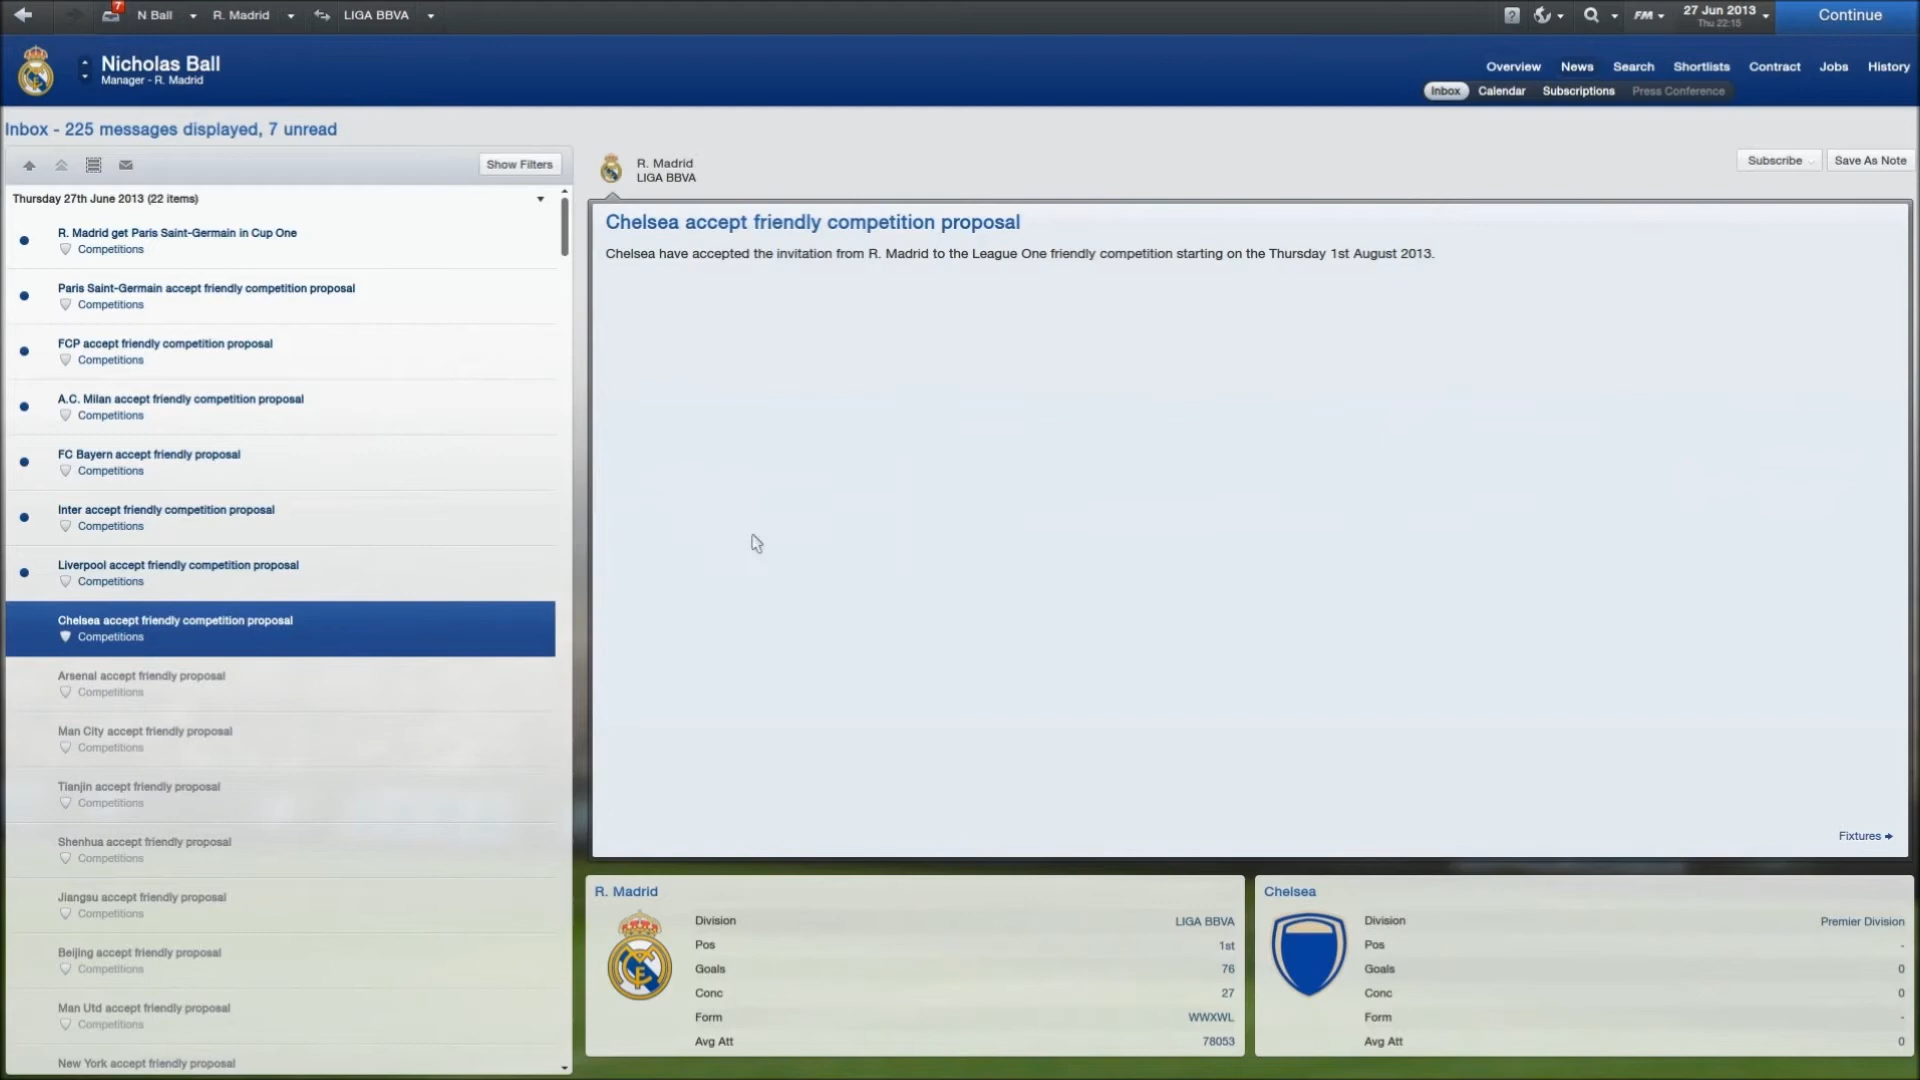 7
N Ball
R. Madrid
LIGA BBVA
?
FM
27 Jun 2013
Thu 22:15
Continue
Nicholas Ball
Manager - R. Madrid
Overview
News
Search
Shortlists
Contract
Jobs
History
Inbox
Calendar
Subscriptions
Press Conference
Inbox - 225 messages displayed, 7 unread
Show Filters
Thursday 27th June 2013 (22 items)
R. Madrid get Paris Saint-Germain in Cup One
Competitions
Paris Saint-Germain accept friendly competition proposal
Competitions
FCP accept friendly competition proposal
Competitions
A.C. Milan accept friendly competition proposal
Competitions
FC Bayern accept friendly proposal
Competitions
Inter accept friendly competition proposal
Competitions
Liverpool accept friendly competition proposal
Competitions
Chelsea accept friendly competition proposal
Competitions
Arsenal accept friendly proposal
Competitions
Man City accept friendly proposal
Competitions
Tianjin accept friendly proposal
Competitions
Shenhua accept friendly proposal
Competitions
Jiangsu accept friendly proposal
Competitions
Beijing accept friendly proposal
Competitions
Man Utd accept friendly proposal
Competitions
New York accept friendly proposal
R. Madrid
LIGA BBVA
Subscribe
Save As Note
Chelsea accept friendly competition proposal
Chelsea have accepted the invitation from R. Madrid to the League One friendly competition starting on the Thursday 1st August 2013.
Fixtures
R. Madrid
Division LIGA BBVA
Pos 1st
Goals 76
Conc 27
Form WWXWL
Avg Att 78053
Chelsea
Division Premier Division
Pos -
Goals 0
Conc 0
Form -
Avg Att 0